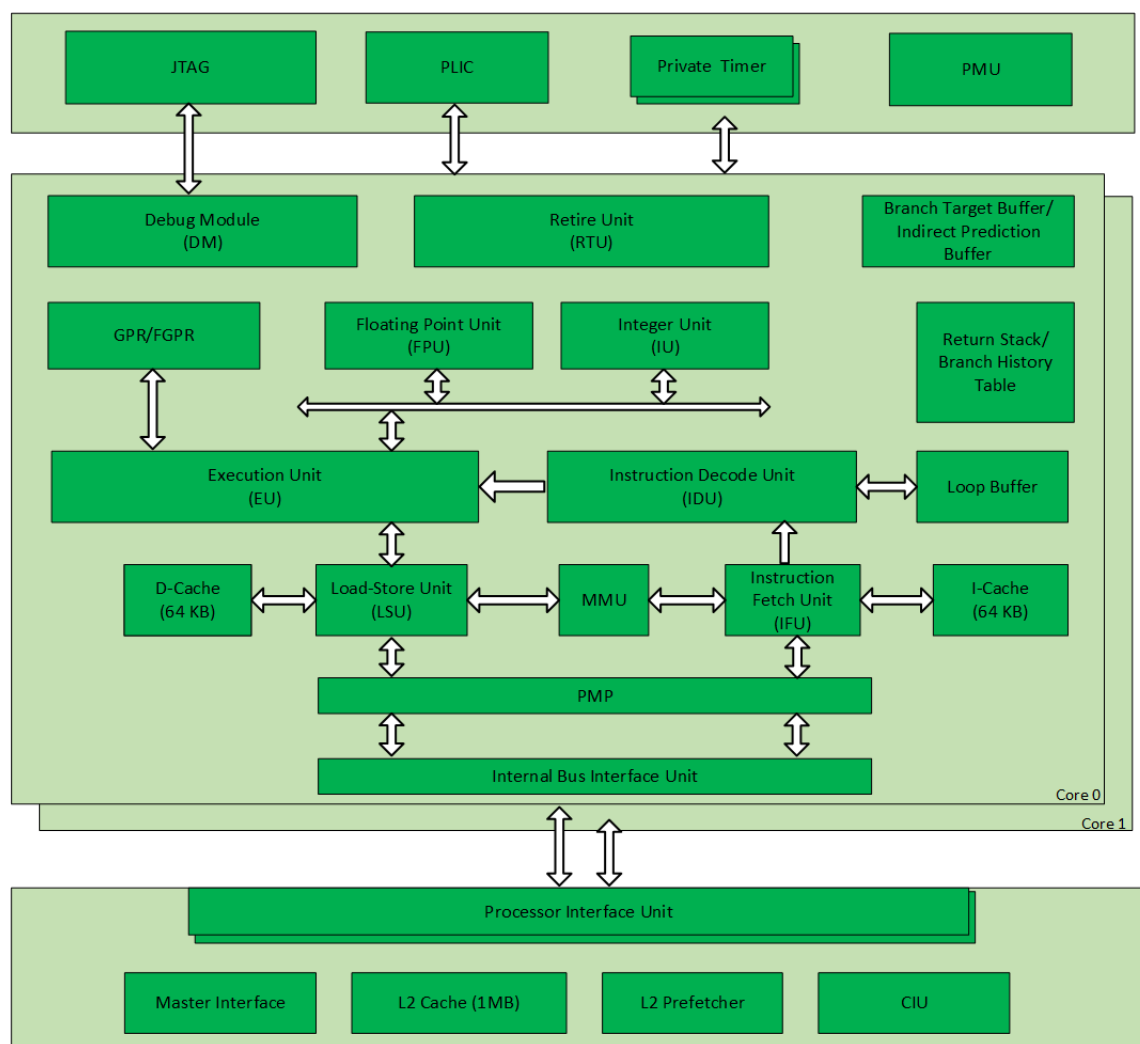 JTAG
PLIC
Private Timer
PMU
Debug Module
(DM)
Retire Unit
(RTU)
Branch Target Buffer/
Indirect Prediction
Buffer
GPR/FGPR
Floating Point Unit
(FPU)
Integer Unit
(IU)
Return Stack/
Branch History
Table
Execution Unit
(EU)
Instruction Decode Unit
(IDU)
Loop Buffer
D-Cache
(64 KB)
Load-Store Unit
(LSU)
MMU
Instruction
Fetch Unit
(IFU)
I-Cache
(64 KB)
PMP
Internal Bus Interface Unit
Core 0
Core 1
Processor Interface Unit
Master Interface
L2 Cache (1MB)
L2 Prefetcher
CIU